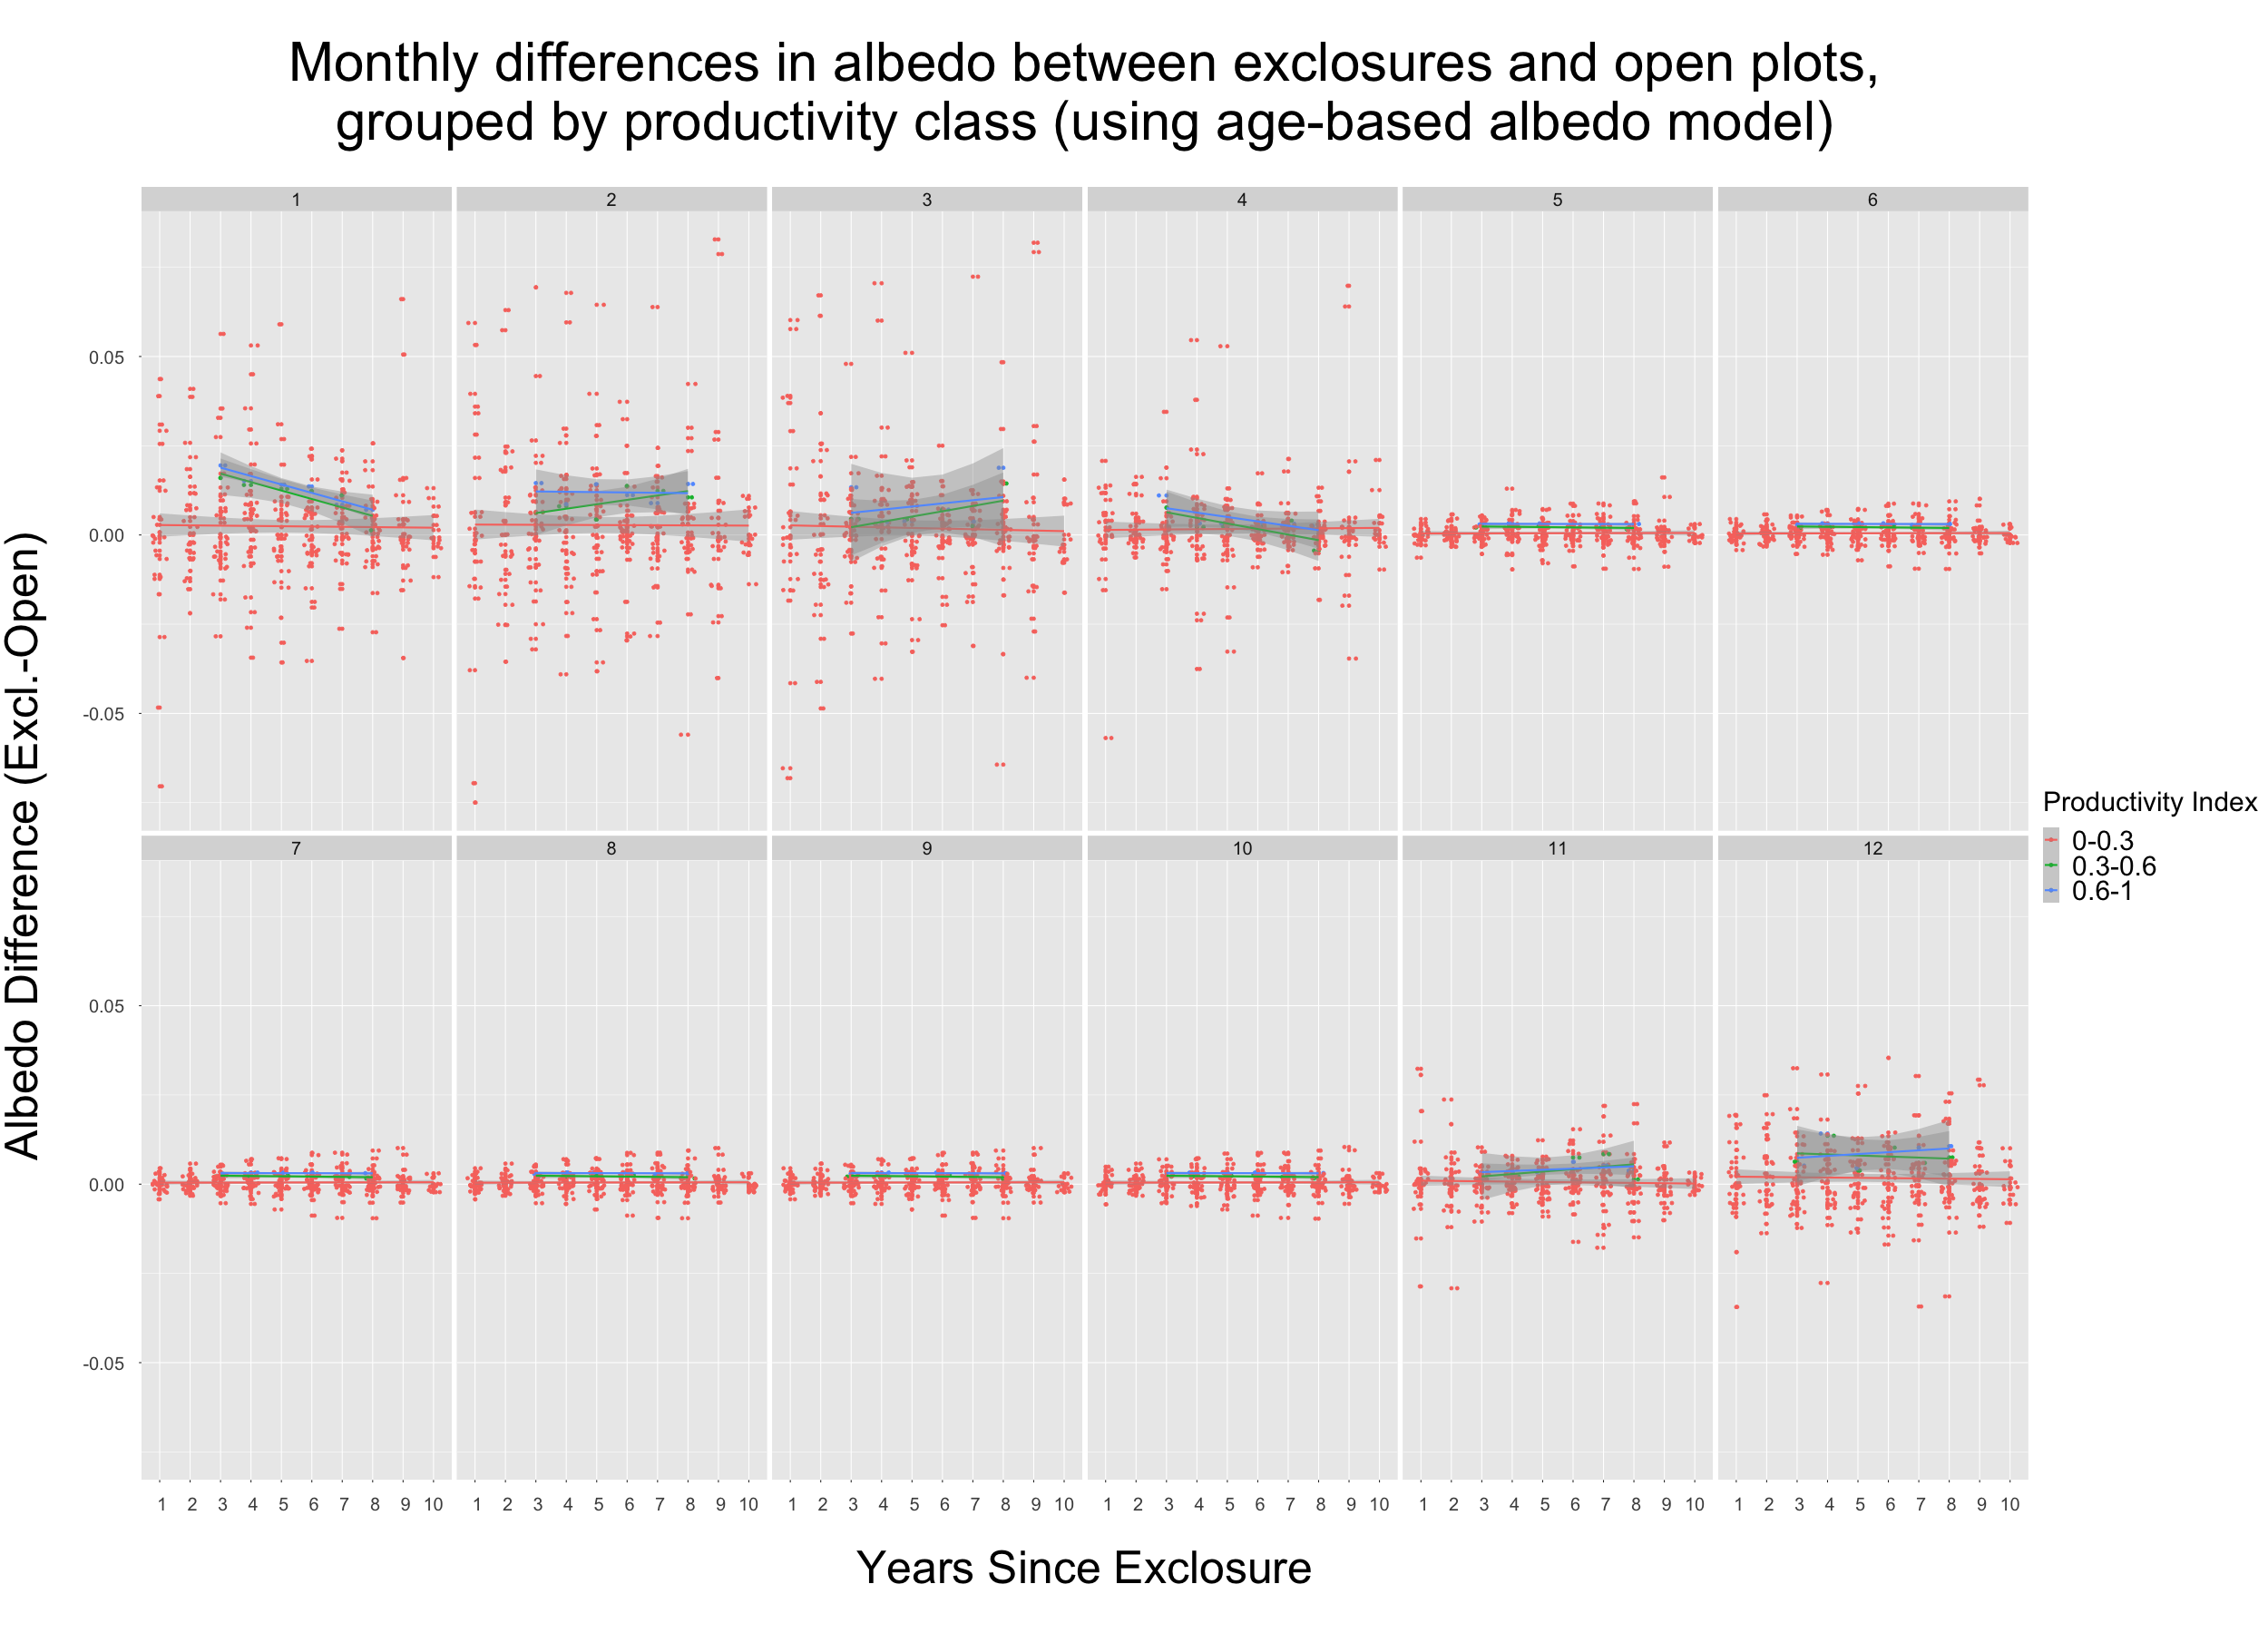 Monthly differences in albedo between exclosures and open plots,
grouped by productivity class (using age-based albedo model)
Albedo Difference (Excl.-Open)
1 2 3 4 5 6
0.05
0.00
-0.05
7 8 9 10 11 12
0.05
0.00
-0.05
1 2 3 4 5 6 7 8 9 10 1 2 3 4 5 6 7 8 9 10 1 2 3 4 5 6 7 8 9 10 1 2 3 4 5 6 7 8 9 10 1 2 3 4 5 6 7 8 9 10 1 2 3 4 5 6 7 8 9 10
Years Since Exclosure
Productivity Index
0-0.3
0.3-0.6
0.6-1